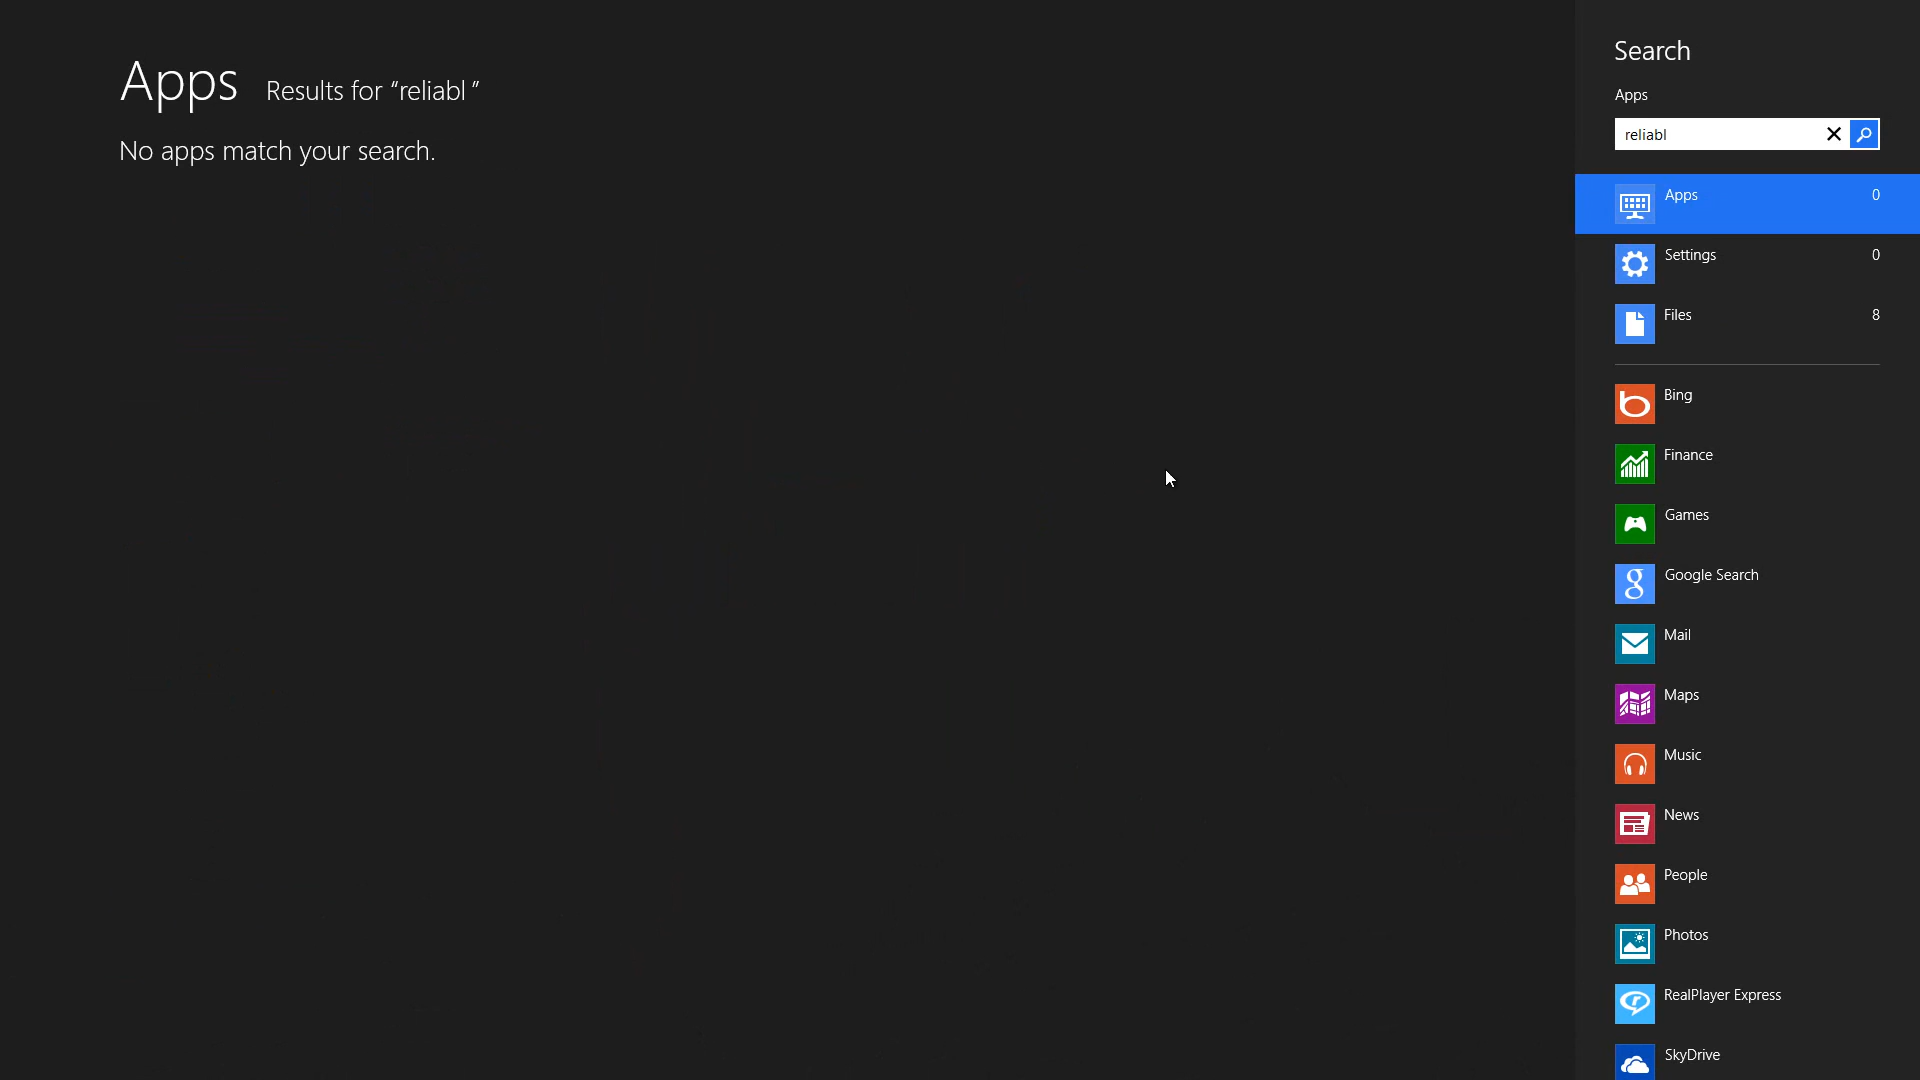 Apps Results for “reliabl ”
No apps match your search.
Search
Apps
reliabl
Apps 0
Settings 0
Files 8
Bing
Finance
Games
Google Search
Mail
Maps
Music
News
People
Photos
RealPlayer Express
SkyDrive